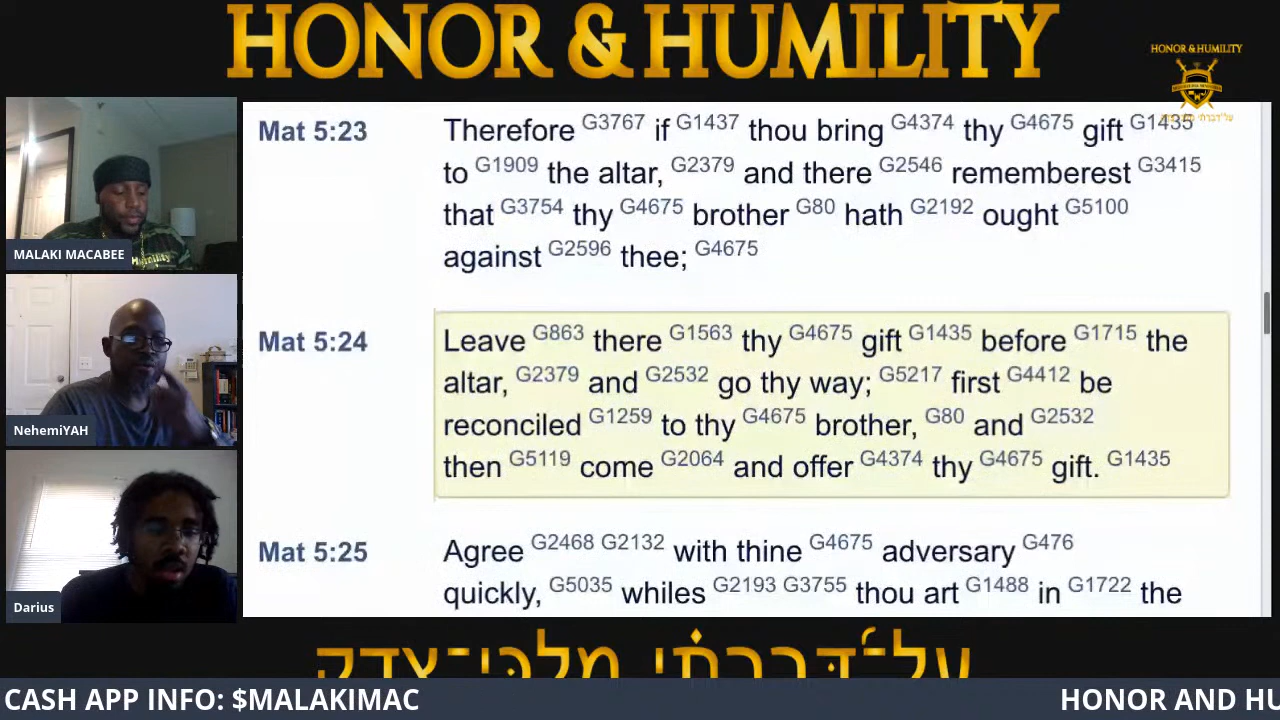 HONOR & HUMILITY
HONOR & HUMILITY
MALAKI MACABEE
NehemiYAH
Darius
Mat 5:23 Therefore G3767 if G1437 thou bring G4374 thy G4675 gift G1435
to G1909 the altar, G2379 and there G2546 rememberest G3415
that G3754 thy G4675 brother G80 hath G2192 ought G5100
against G2596 thee; G4675
Mat 5:24 Leave G863 there G1563 thy G4675 gift G1435 before G1715 the
altar, G2379 and G2532 go thy way; G5217 first G4412 be
reconciled G1259 to thy G4675 brother, G80 and G2532
then G5119 come G2064 and offer G4374 thy G4675 gift. G1435
Mat 5:25 Agree G2468 G2132 with thine G4675 adversary G476
quickly, G5035 whiles G2193 G3755 thou art G1488 in G1722 the
על־דברתי מלכי־צדק
CASH APP INFO: $MALAKIMAC
HONOR AND HU